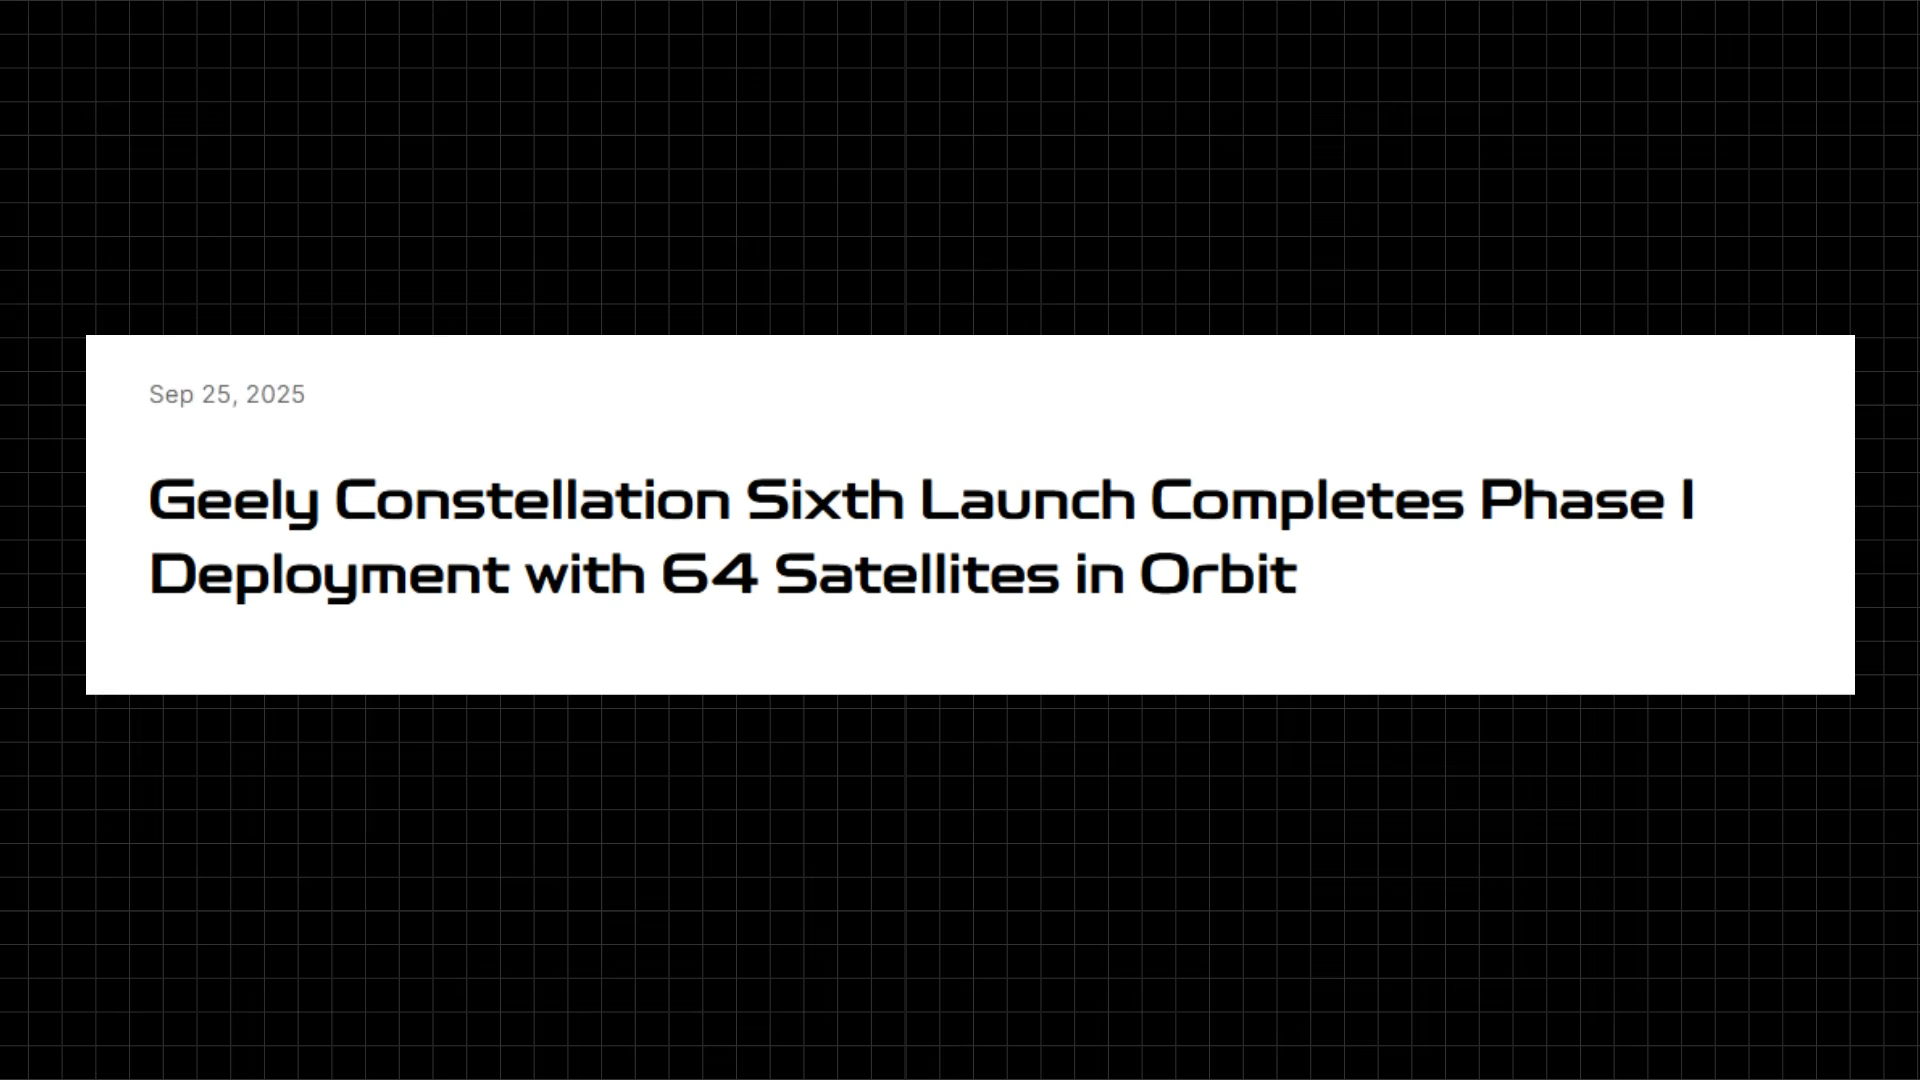 Sep 25, 2025
Geely Constellation Sixth Launch Completes Phase I
Deployment with 64 Satellites in Orbit